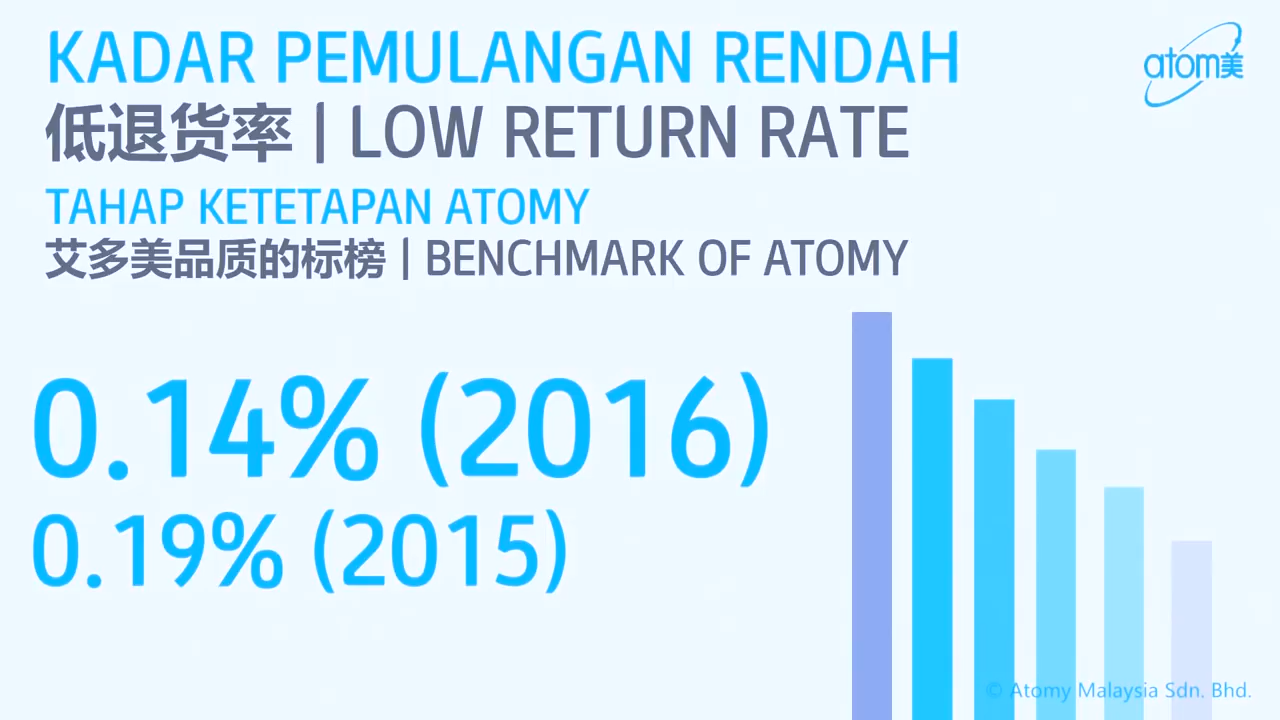 KADAR PEMULANGAN RENDAH
atom美
低退货率 | LOW RETURN RATE
TAHAP KETETAPAN ATOMY
艾多美品质的标榜 | BENCHMARK OF ATOMY
0.14% (2016)
0.19% (2015)
© Atomy Malaysia Sdn. Bhd.